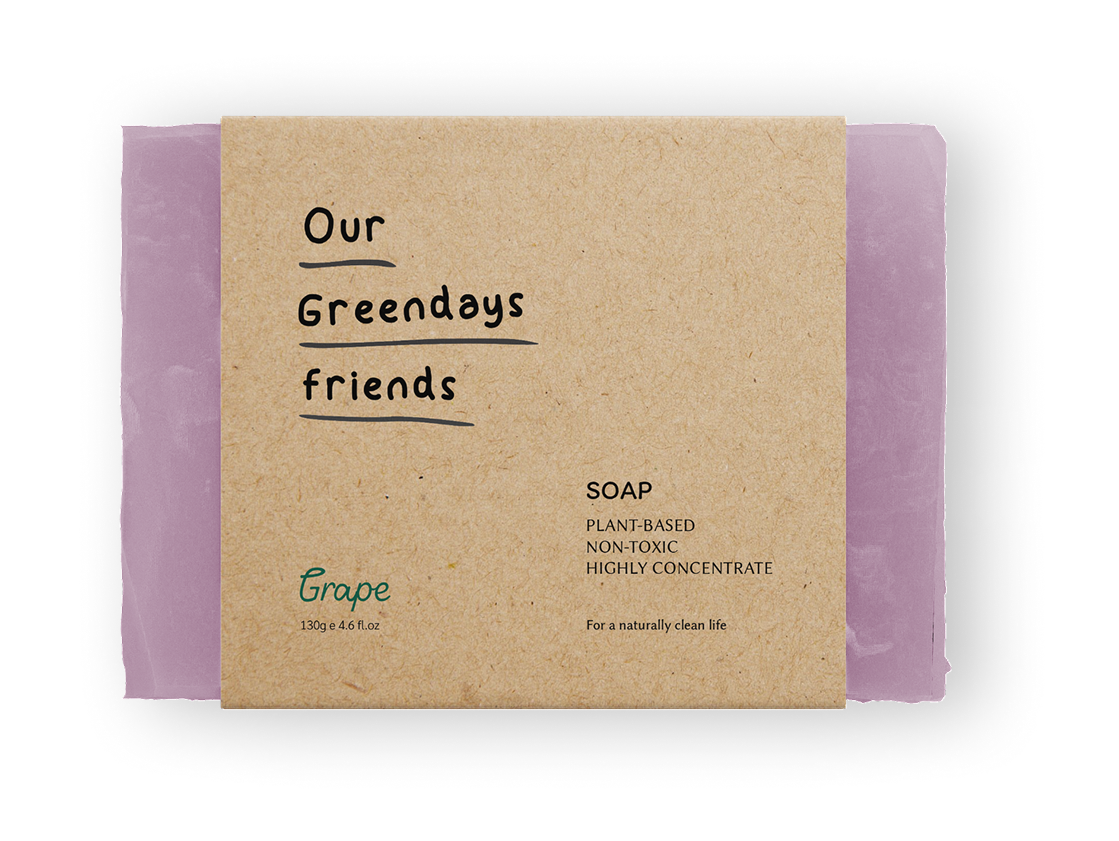 Our
Greendays
friends
SOAP
PLANT-BASED
NON-TOXIC
HIGHLY CONCENTRATE
Grape
130g e 4.6 fl.oz
For a naturally clean life